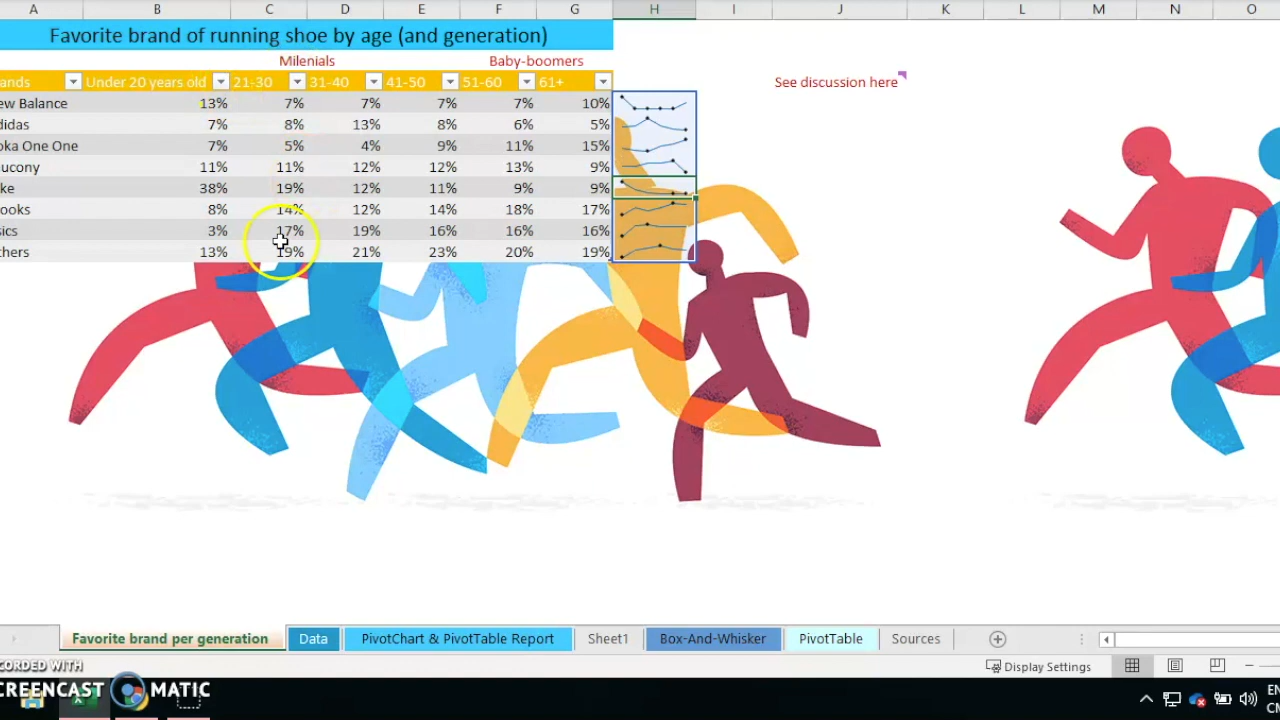 A B C D E F G H I J K L M N O
Favorite brand of running shoe by age (and generation)
Milenials Baby-boomers
ands Under 20 years old 21-30 31-40 41-50 51-60 61+ See discussion here
ew Balance 13% 7% 7% 7% 7% 10%
didas 7% 8% 13% 8% 6% 5%
oka One One 7% 5% 4% 9% 11% 15%
ucony 11% 11% 12% 12% 13% 9%
ke 38% 19% 12% 11% 9% 9%
rooks 8% 14% 12% 14% 18% 17%
sics 3% 17% 19% 16% 16% 16%
thers 13% 19% 21% 23% 20% 19%
Favorite brand per generation Data PivotChart & PivotTable Report Sheet1 Box-And-Whisker PivotTable Sources
Display Settings
CORDED WITH
CREENCAST MATIC
EN
CM